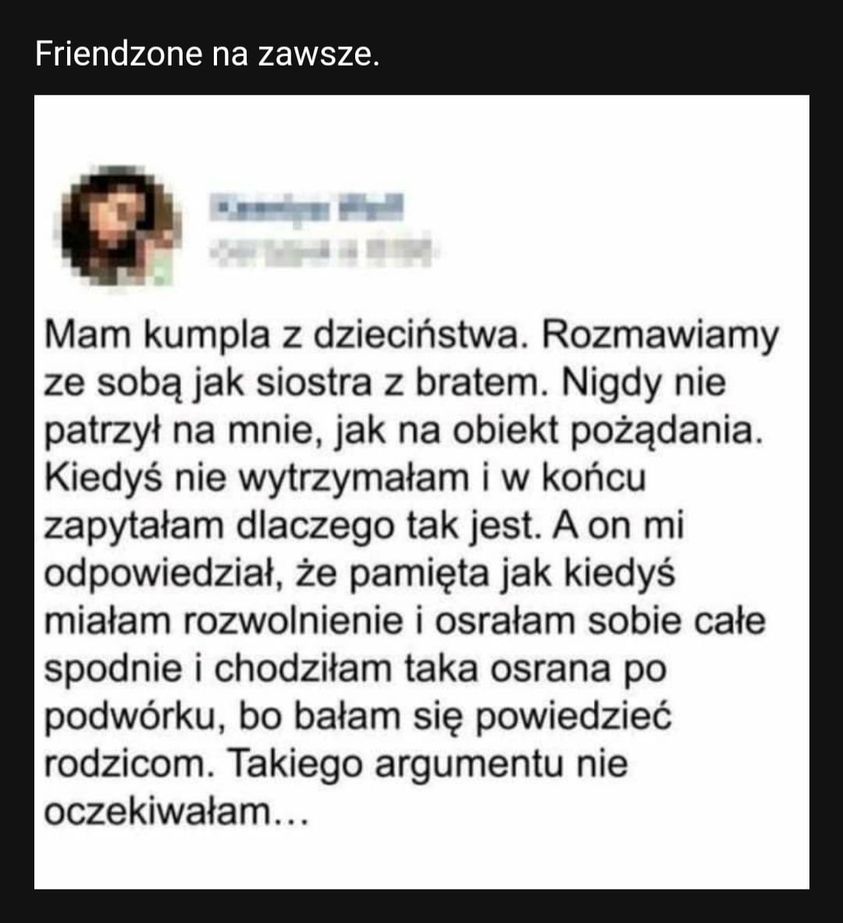 Friendzone na zawsze.
Mam kumpla z dzieciństwa. Rozmawiamy
ze sobą jak siostra z bratem. Nigdy nie
patrzył na mnie, jak na obiekt pożądania.
Kiedyś nie wytrzymałam i w końcu
zapytałam dlaczego tak jest. A on mi
odpowiedział, że pamięta jak kiedyś
miałam rozwolnienie i osrałam sobie całe
spodnie i chodziłam taka osrana po
podwórku, bo bałam się powiedzieć
rodzicom. Takiego argumentu nie
oczekiwałam...